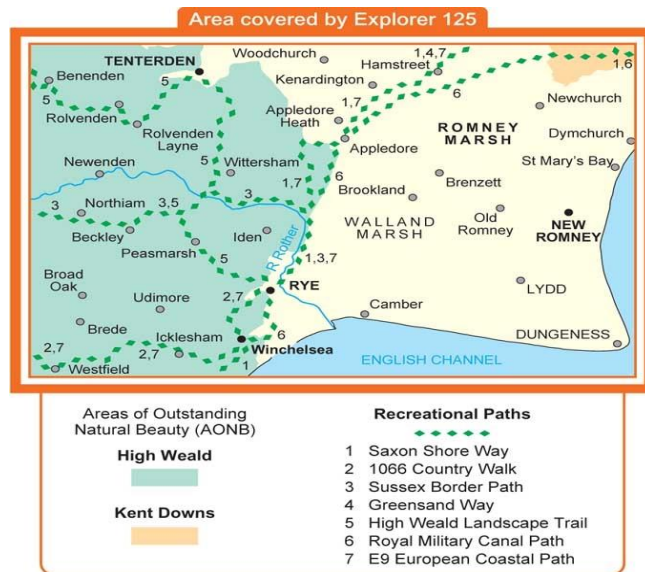 Area covered by Explorer 125
Woodchurch
1,4,7
TENTERDEN
Hamstreet
Benenden
Kenardington
1,6
5
5
6
Rolvenden
1,7
Newchurch
Appledore
Heath
Rolvenden
Layne
ROMNEY
MARSH
Dymchurch
Appledore
Newenden
5
Wittersham
St Mary's Bay
1,7
6
Brookland
Brenzett
3
3
Northiam
3,5
WALLAND
MARSH
Old
Romney
NEW
ROMNEY
Beckley
Iden
R Rother
Peasmarsh
5
1,3,7
Broad
Oak
RYE
LYDD
Udimore
2,7
Camber
Brede
Icklesham
6
DUNGENESS
2,7
2,7
Winchelsea
ENGLISH CHANNEL
Westfield
1
Areas of Outstanding
Natural Beauty (AONB)
High Weald
Kent Downs
Recreational Paths
1 Saxon Shore Way
2 1066 Country Walk
3 Sussex Border Path
4 Greensand Way
5 High Weald Landscape Trail
6 Royal Military Canal Path
7 E9 European Coastal Path